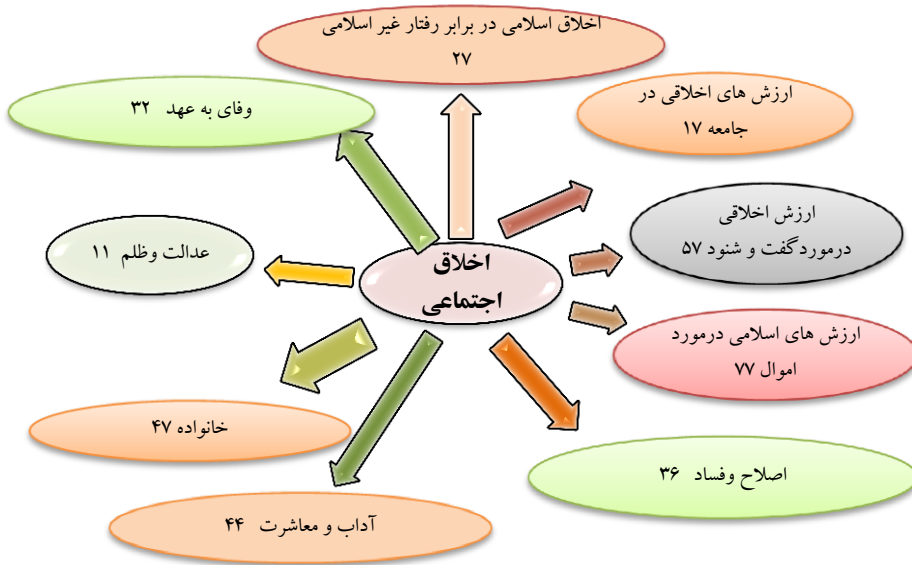 اخلاق اسلامی در برابر رفتار غیر اسلامی
۲۷
ارزش های اخلاقی در
جامعه ۱۷
وفای به عهد ۳۲
ارزش اخلاقی
درموردگفت و شنود ۵۷
عدالت وظلم ۱۱
اخلاق
اجتماعی
ارزش های اسلامی درمورد
اموال ۷۷
خانواده ۴۷
اصلاح وفساد ۳۶
آداب و معاشرت ۴۴